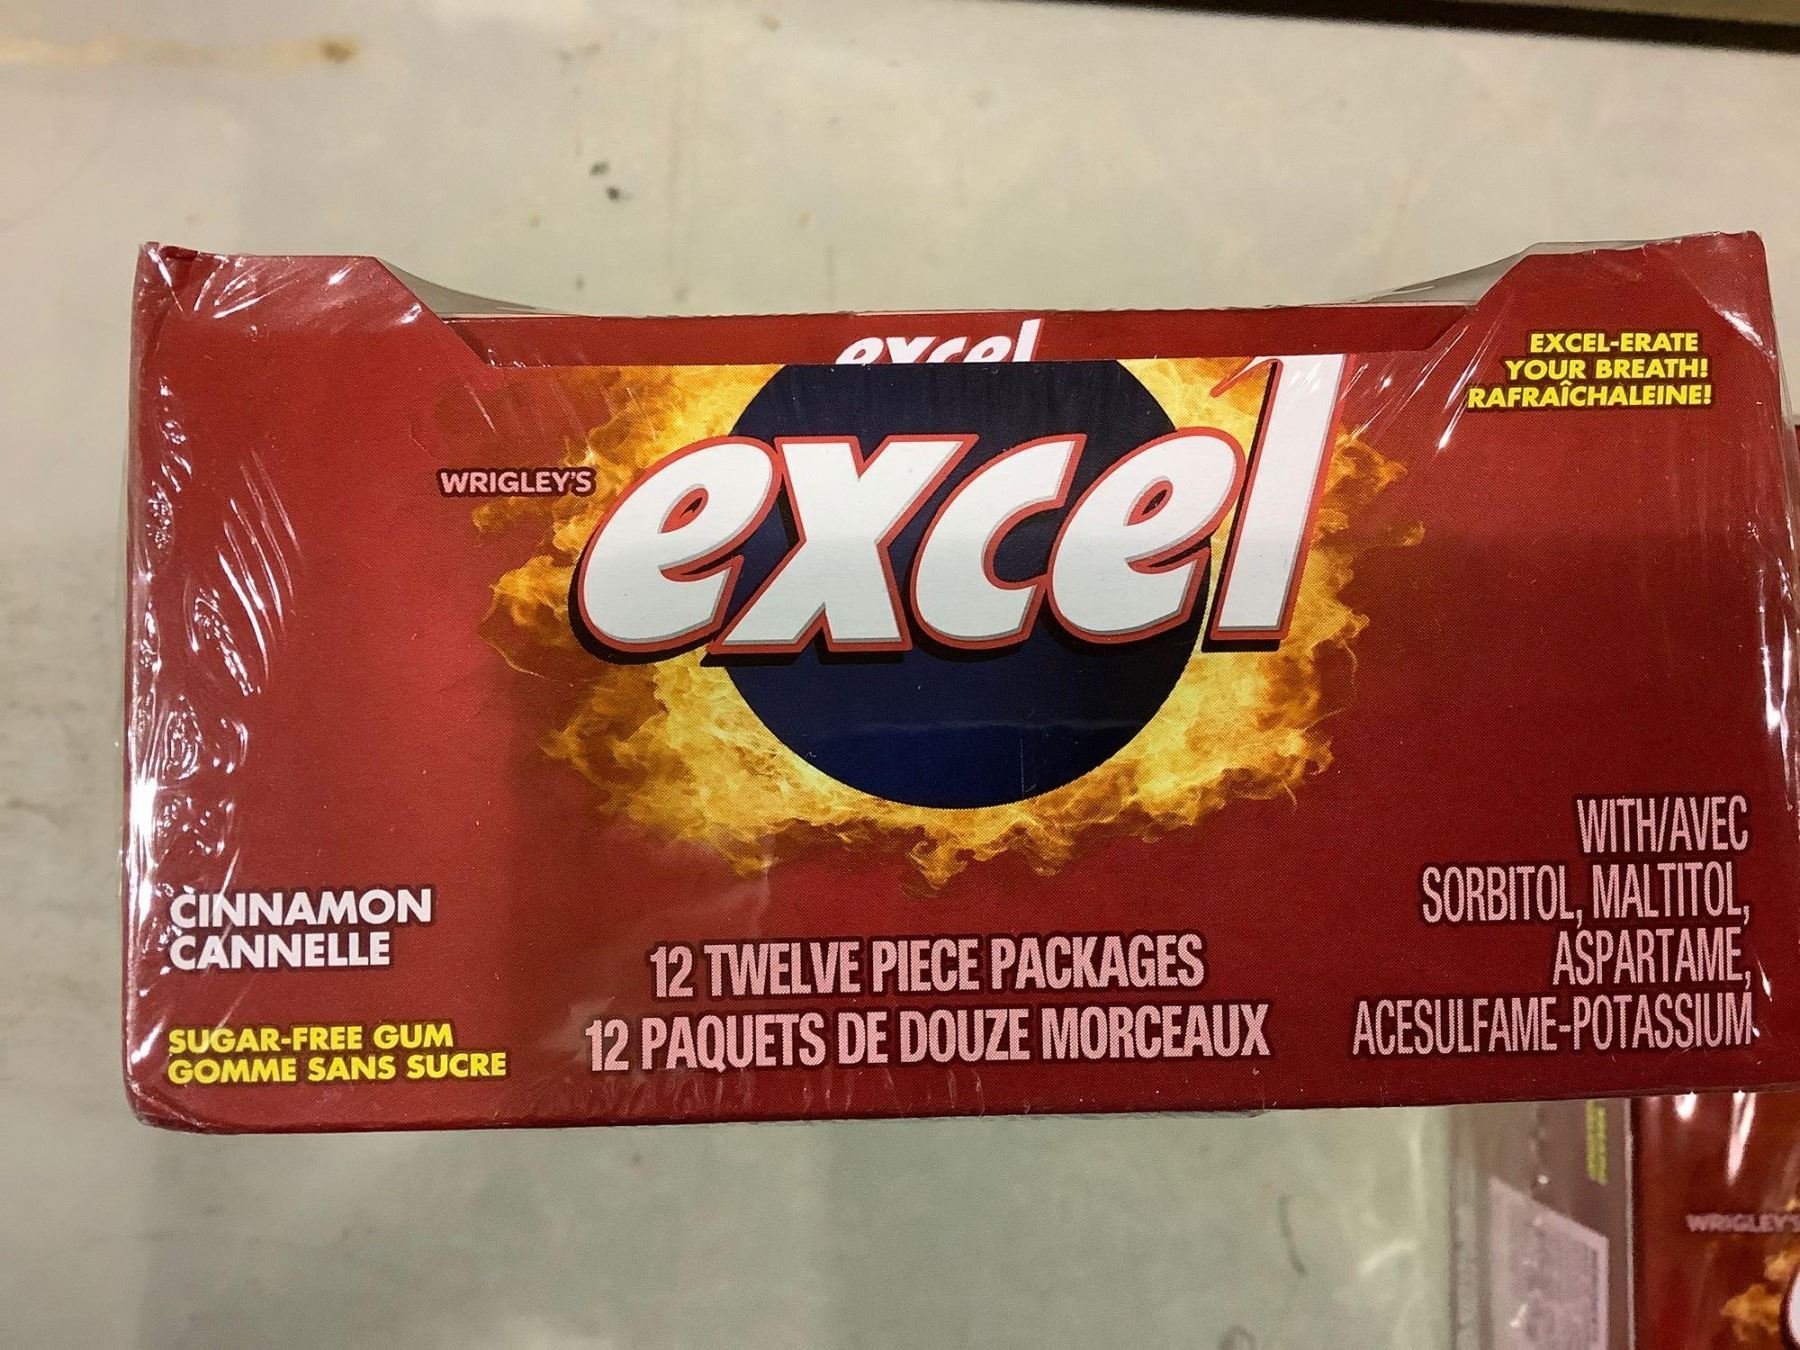 excel
EXCEL-ERATE
YOUR BREATH!
RAFRAÎCHALEINE!
WRIGLEY'S
excel
WITH/AVEC
SORBITOL, MALTITOL,
ASPARTAME,
ACESULFAME-POTASSIUM
CINNAMON
CANNELLE
12 TWELVE PIECE PACKAGES
12 PAQUETS DE DOUZE MORCEAUX
SUGAR-FREE GUM
GOMME SANS SUCRE
WRIGLEY'S